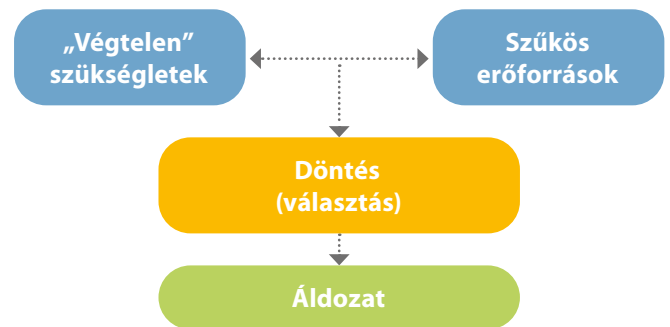 „Végtelen”
szükségletek
Szűkös
erőforrások
Döntés
(választás)
Áldozat